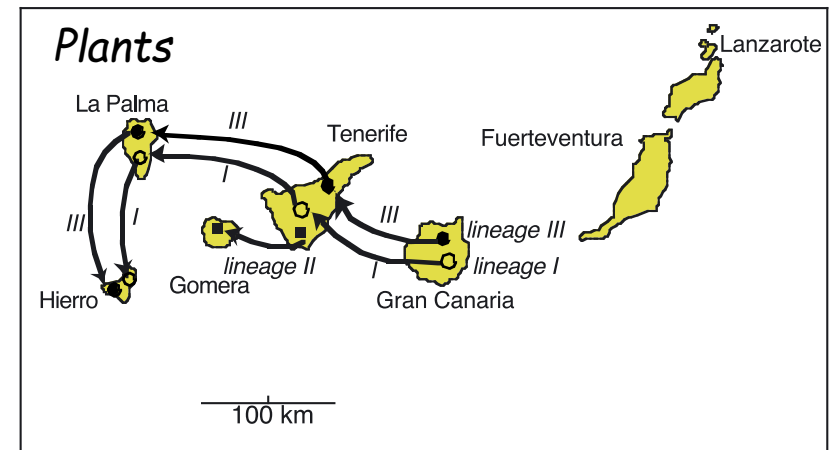 Plants
Lanzarote
La Palma
III
Tenerife
Fuerteventura
I
III
lineage III
III
I
lineage II
I
lineage I
Hierro
Gomera
Gran Canaria
100 km